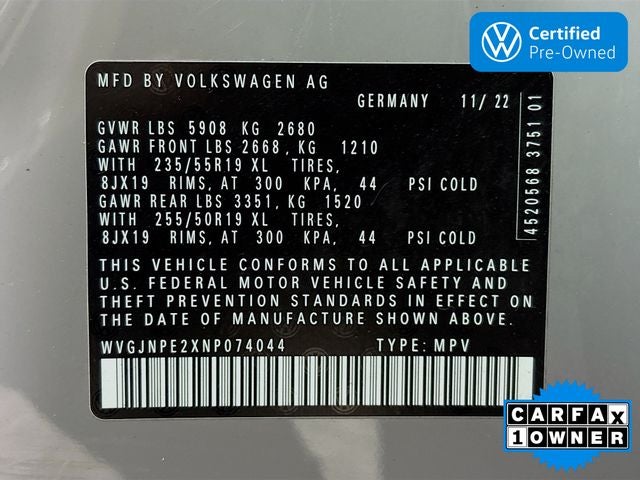 Certified
Pre-Owned
MFD BY VOLKSWAGEN AG
GERMANY 11/ 22
GVWR LBS 5908 KG 2680
GAWR FRONT LBS 2668, KG 1210
WITH 235/55R19 XL TIRES,
8JX19 RIMS, AT 300 KPA, 44 PSI COLD
GAWR REAR LBS 3351, KG 1520
WITH 255/50R19 XL TIRES,
8JX19 RIMS, AT 300 KPA, 44 PSI COLD
THIS VEHICLE CONFORMS TO ALL APPLICABLE
U.S. FEDERAL MOTOR VEHICLE SAFETY AND
THEFT PREVENTION STANDARDS IN EFFECT ON
THE DATE OF MANUFACTURE SHOWN ABOVE.
WVGJNPE2XNP074044 TYPE: MPV
4520568 3751 01
CARFAX
1 OWNER